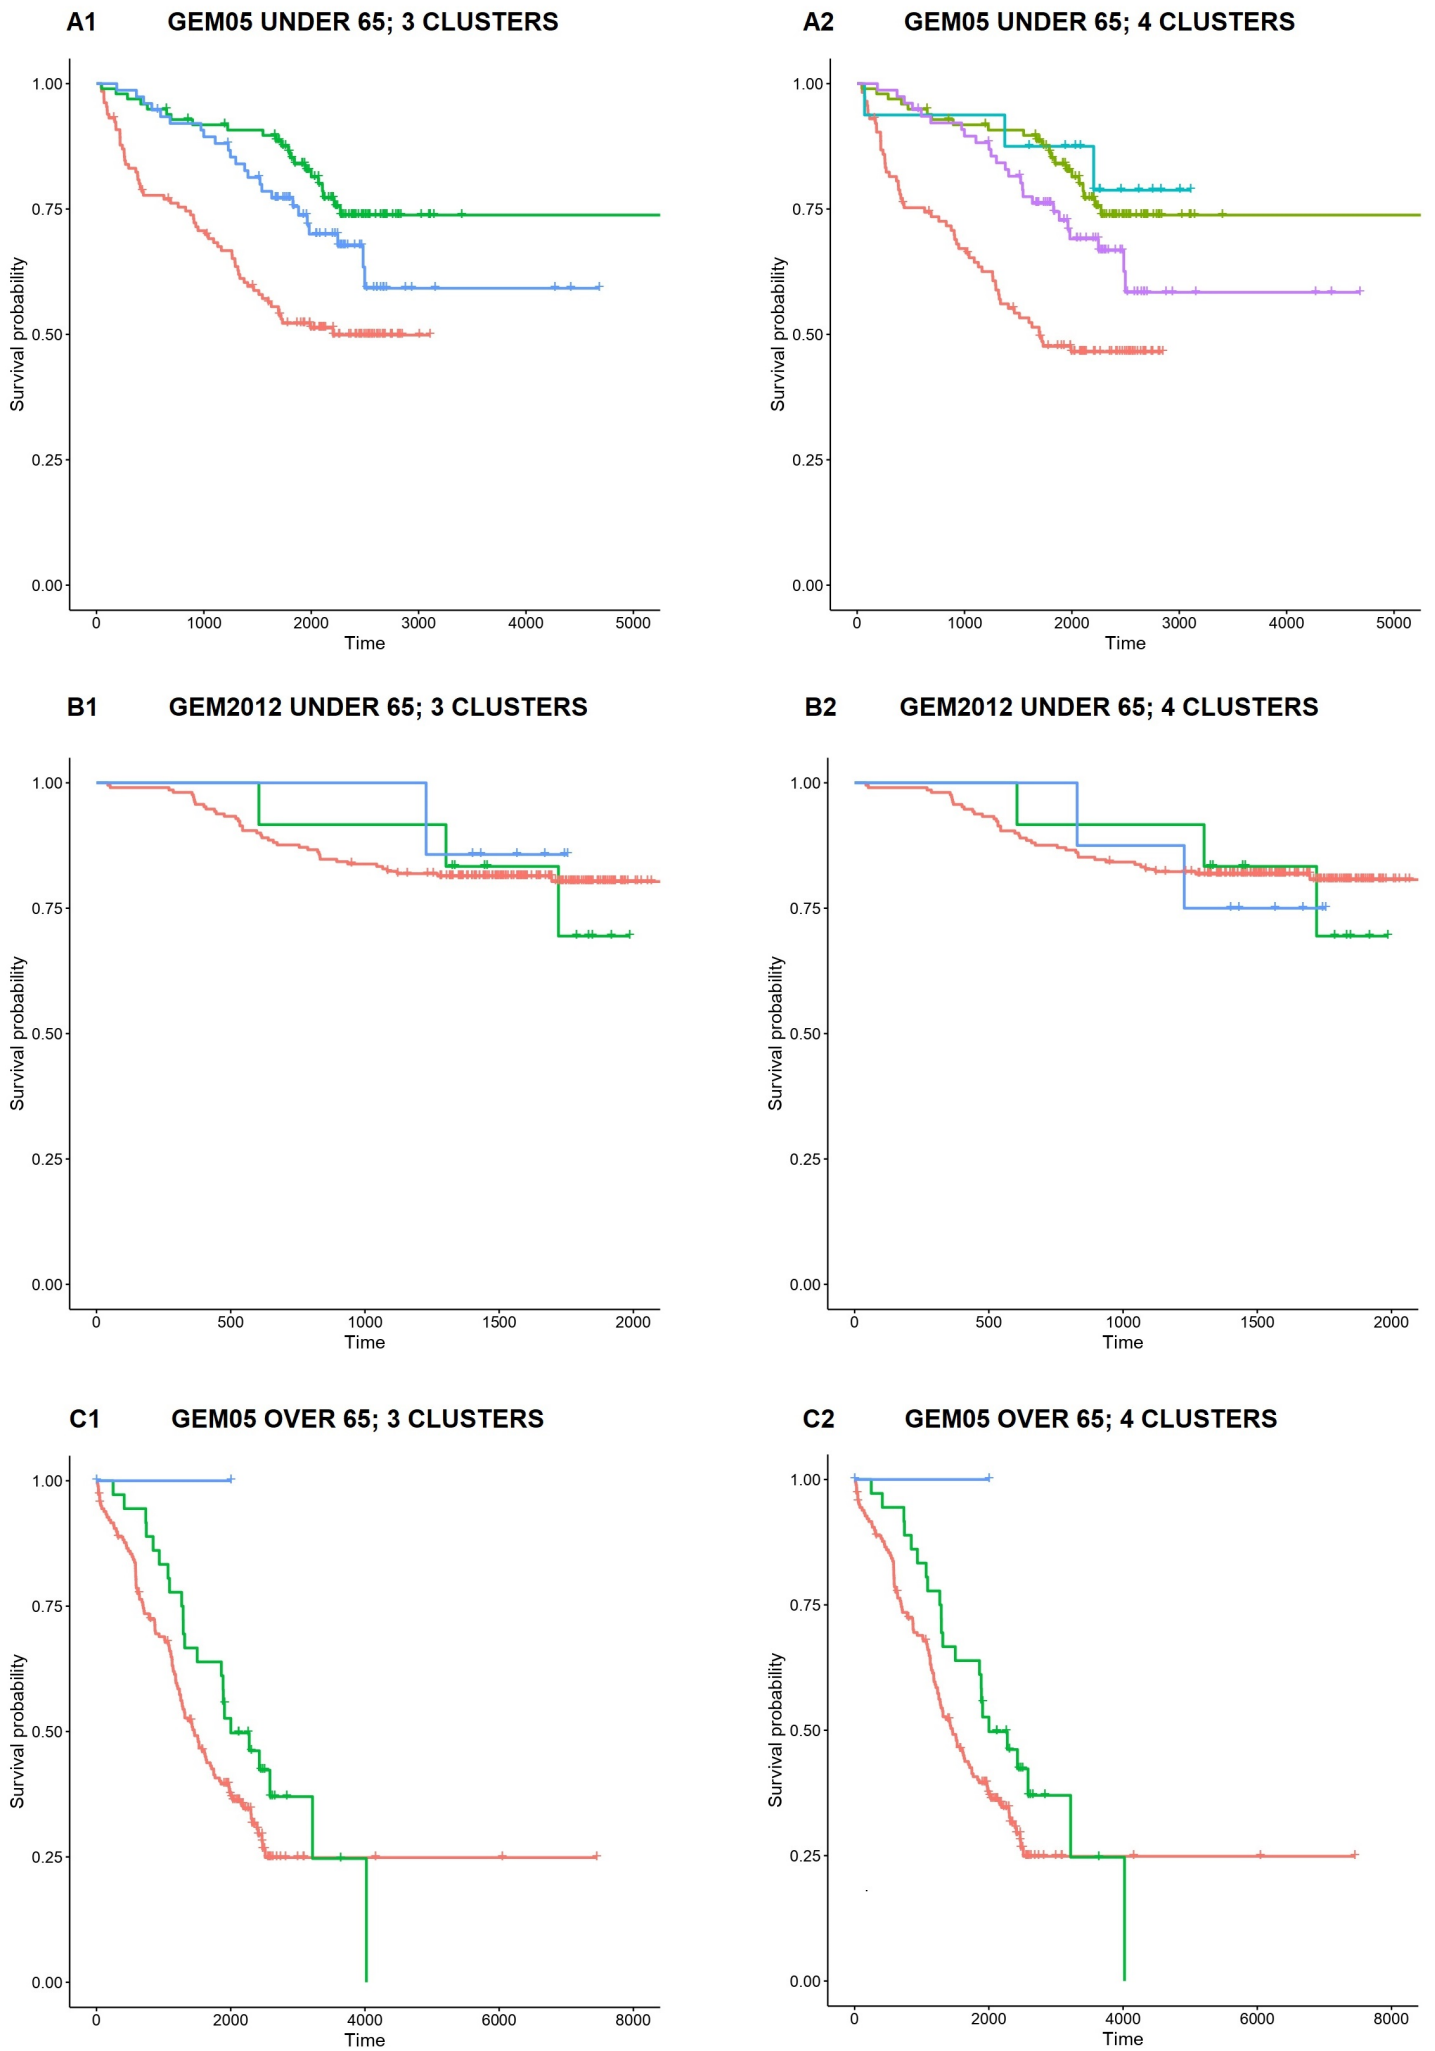 A1 GEM05 UNDER 65; 3 CLUSTERS
1.00
0.75
0.50
0.25
0.00
Survival probability
0 1000 2000 3000 4000 5000
Time
A2 GEM05 UNDER 65; 4 CLUSTERS
1.00
0.75
0.50
0.25
0.00
Survival probability
0 1000 2000 3000 4000 5000
Time
B1 GEM2012 UNDER 65; 3 CLUSTERS
1.00
0.75
0.50
0.25
0.00
Survival probability
0 500 1000 1500 2000
Time
B2 GEM2012 UNDER 65; 4 CLUSTERS
1.00
0.75
0.50
0.25
0.00
Survival probability
0 500 1000 1500 2000
Time
C1 GEM05 OVER 65; 3 CLUSTERS
1.00
0.75
0.50
0.25
0.00
Survival probability
0 2000 4000 6000 8000
Time
C2 GEM05 OVER 65; 4 CLUSTERS
1.00
0.75
0.50
0.25
0.00
Survival probability
0 2000 4000 6000 8000
Time